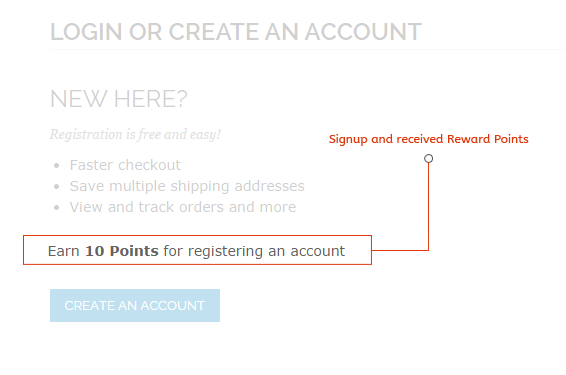 LOGIN OR CREATE AN ACCOUNT
NEW HERE?
Registration is free and easy!
Signup and received Reward Points
Faster checkout
Save multiple shipping addresses
View and track orders and more
Earn 10 Points for registering an account
CREATE AN ACCOUNT